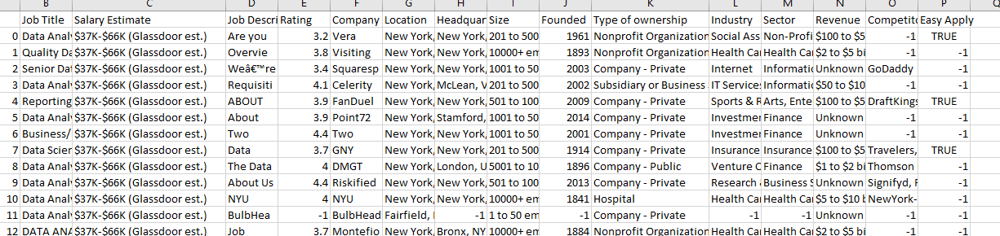 B C D E F G H I J K L M N O P Q
Job Title Salary Estimate Job Descri Rating Company Location Headquar Size Founded Type of ownership Industry Sector Revenue Competito Easy Apply
0 Data Anal $37K-$66K (Glassdoor est.) Are you 3.2 Vera New York, New York, 201 to 500 1961 Nonprofit Organization Social Ass Non-Profi $100 to $5 -1 TRUE
1 Quality Da $37K-$66K (Glassdoor est.) Overvie 3.8 Visiting New York, New York, 10000+ em 1893 Nonprofit Organization Health Car Health Car $2 to $5 bi -1 -1
2 Senior Dat $37K-$66K (Glassdoor est.) Weâ€™re 3.4 Squaresp New York, New York, 1001 to 50 2003 Company - Private Internet Informatio Unknown GoDaddy -1
3 Data Anal $37K-$66K (Glassdoor est.) Requisiti 4.1 Celerity New York, McLean, V 201 to 500 2002 Subsidiary or Business IT Services Informatio $50 to $10 -1 -1
4 Reporting $37K-$66K (Glassdoor est.) ABOUT 3.9 FanDuel New York, New York, 501 to 100 2009 Company - Private Sports & R Arts, Ente $100 to $5 DraftKings TRUE
5 Data Anal $37K-$66K (Glassdoor est.) About 3.9 Point72 New York, Stamford, 1001 to 50 2014 Company - Private Investmen Finance Unknown -1 -1
6 Business/ $37K-$66K (Glassdoor est.) Two 4.4 Two New York, New York, 1001 to 50 2001 Company - Private Investmen Finance Unknown -1 -1
7 Data Scien $37K-$66K (Glassdoor est.) Data 3.7 GNY New York, New York, 201 to 500 1914 Company - Private Insurance Insurance $100 to $5 Travelers, TRUE
8 Data Anal $37K-$66K (Glassdoor est.) The Data 4 DMGT New York, London, U 5001 to 10 1896 Company - Public Venture C Finance $1 to $2 bi Thomson -1
9 Data Anal $37K-$66K (Glassdoor est.) About Us 4.4 Riskified New York, New York, 501 to 100 2013 Company - Private Research Business S Unknown Signifyd, F -1
10 Data Anal $37K-$66K (Glassdoor est.) NYU 4 NYU New York, New York, 10000+ em 1841 Hospital Health Car Health Car $5 to $10 b NewYork- -1
11 Data Anal $37K-$66K (Glassdoor est.) BulbHea -1 BulbHead Fairfield, -1 1 to 50 em -1 Company - Private -1 -1 Unknown -1 -1
12 DATA ANA $37K-$66K (Glassdoor est.) Job 3.7 Montefio New York, Bronx, NY 10000+ em 1884 Nonprofit Organization Health Car Health Car $2 to $5 bi -1 -1